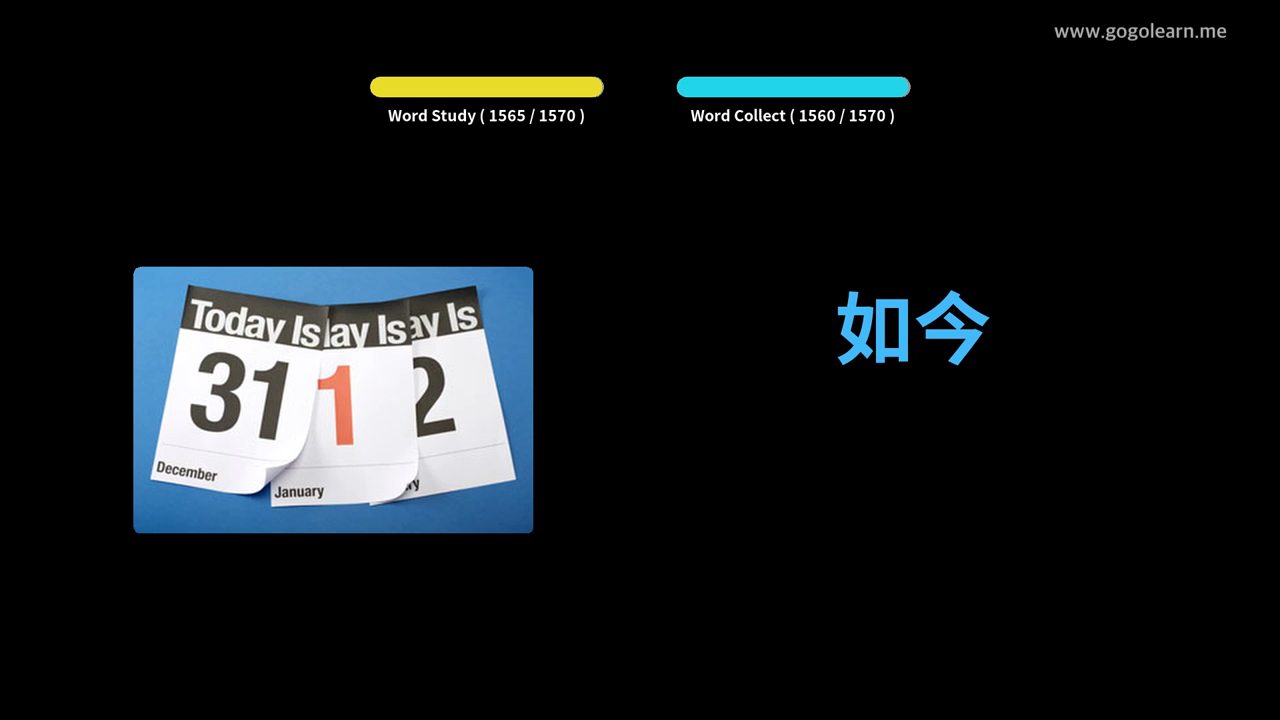 www.gogolearn.me
Word Study ( 1565 / 1570 )
Word Collect ( 1560 / 1570 )
Today Is
31
December
ay Is
1
January
ay Is
2
ry
如今